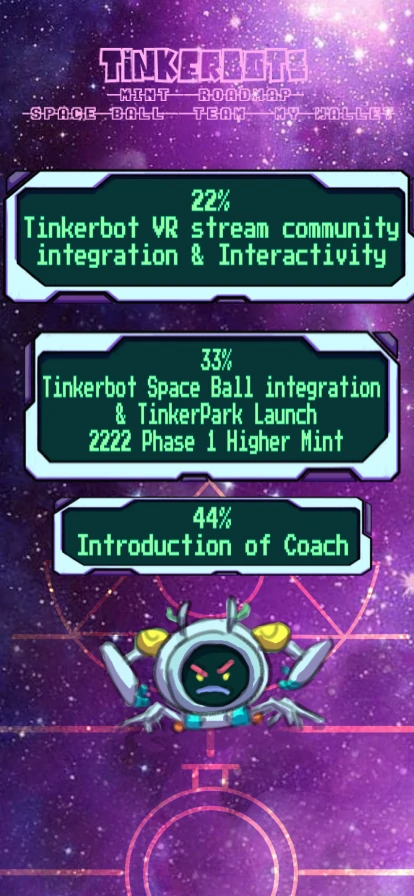 TINKERBOTZ
MINT ROADMAP
SPACE BALL TEAM MY WALLET
22%
Tinkerbot VR stream community
integration & Interactivity
33%
Tinkerbot Space Ball integration
& TinkerPark Launch
2222 Phase 1 Higher Mint
44%
Introduction of Coach